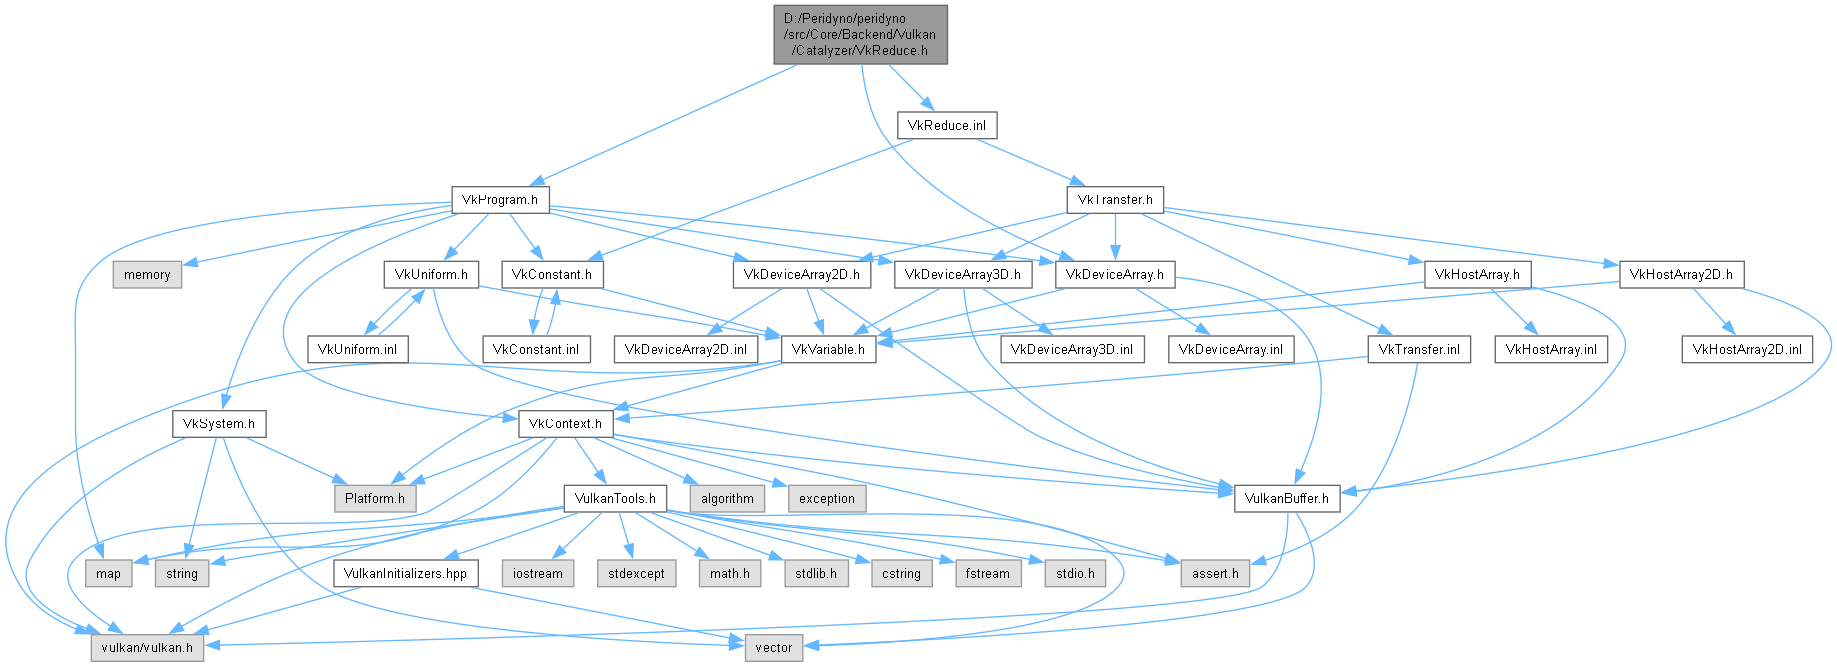 D:/Peridyno/peridyno
/src/Core/Backend/Vulkan
/Catalyzer/VkReduce.h
VkReduce.inl
VkProgram.h
VkTransfer.h
memory
VkUniform.h
VkConstant.h
VkDeviceArray2D.h
VkDeviceArray3D.h
VkDeviceArray.h
VkHostArray.h
VkHostArray2D.h
VkUniform.inl
VkConstant.inl
VkDeviceArray2D.inl
VkVariable.h
VkDeviceArray3D.inl
VkDeviceArray.inl
VkTransfer.inl
VkHostArray.inl
VkHostArray2D.inl
VkSystem.h
VkContext.h
Platform.h
VulkanTools.h
algorithm
exception
VulkanBuffer.h
map
string
VulkanInitializers.hpp
iostream
stdexcept
math.h
stdlib.h
cstring
fstream
stdio.h
assert.h
vulkan/vulkan.h
vector